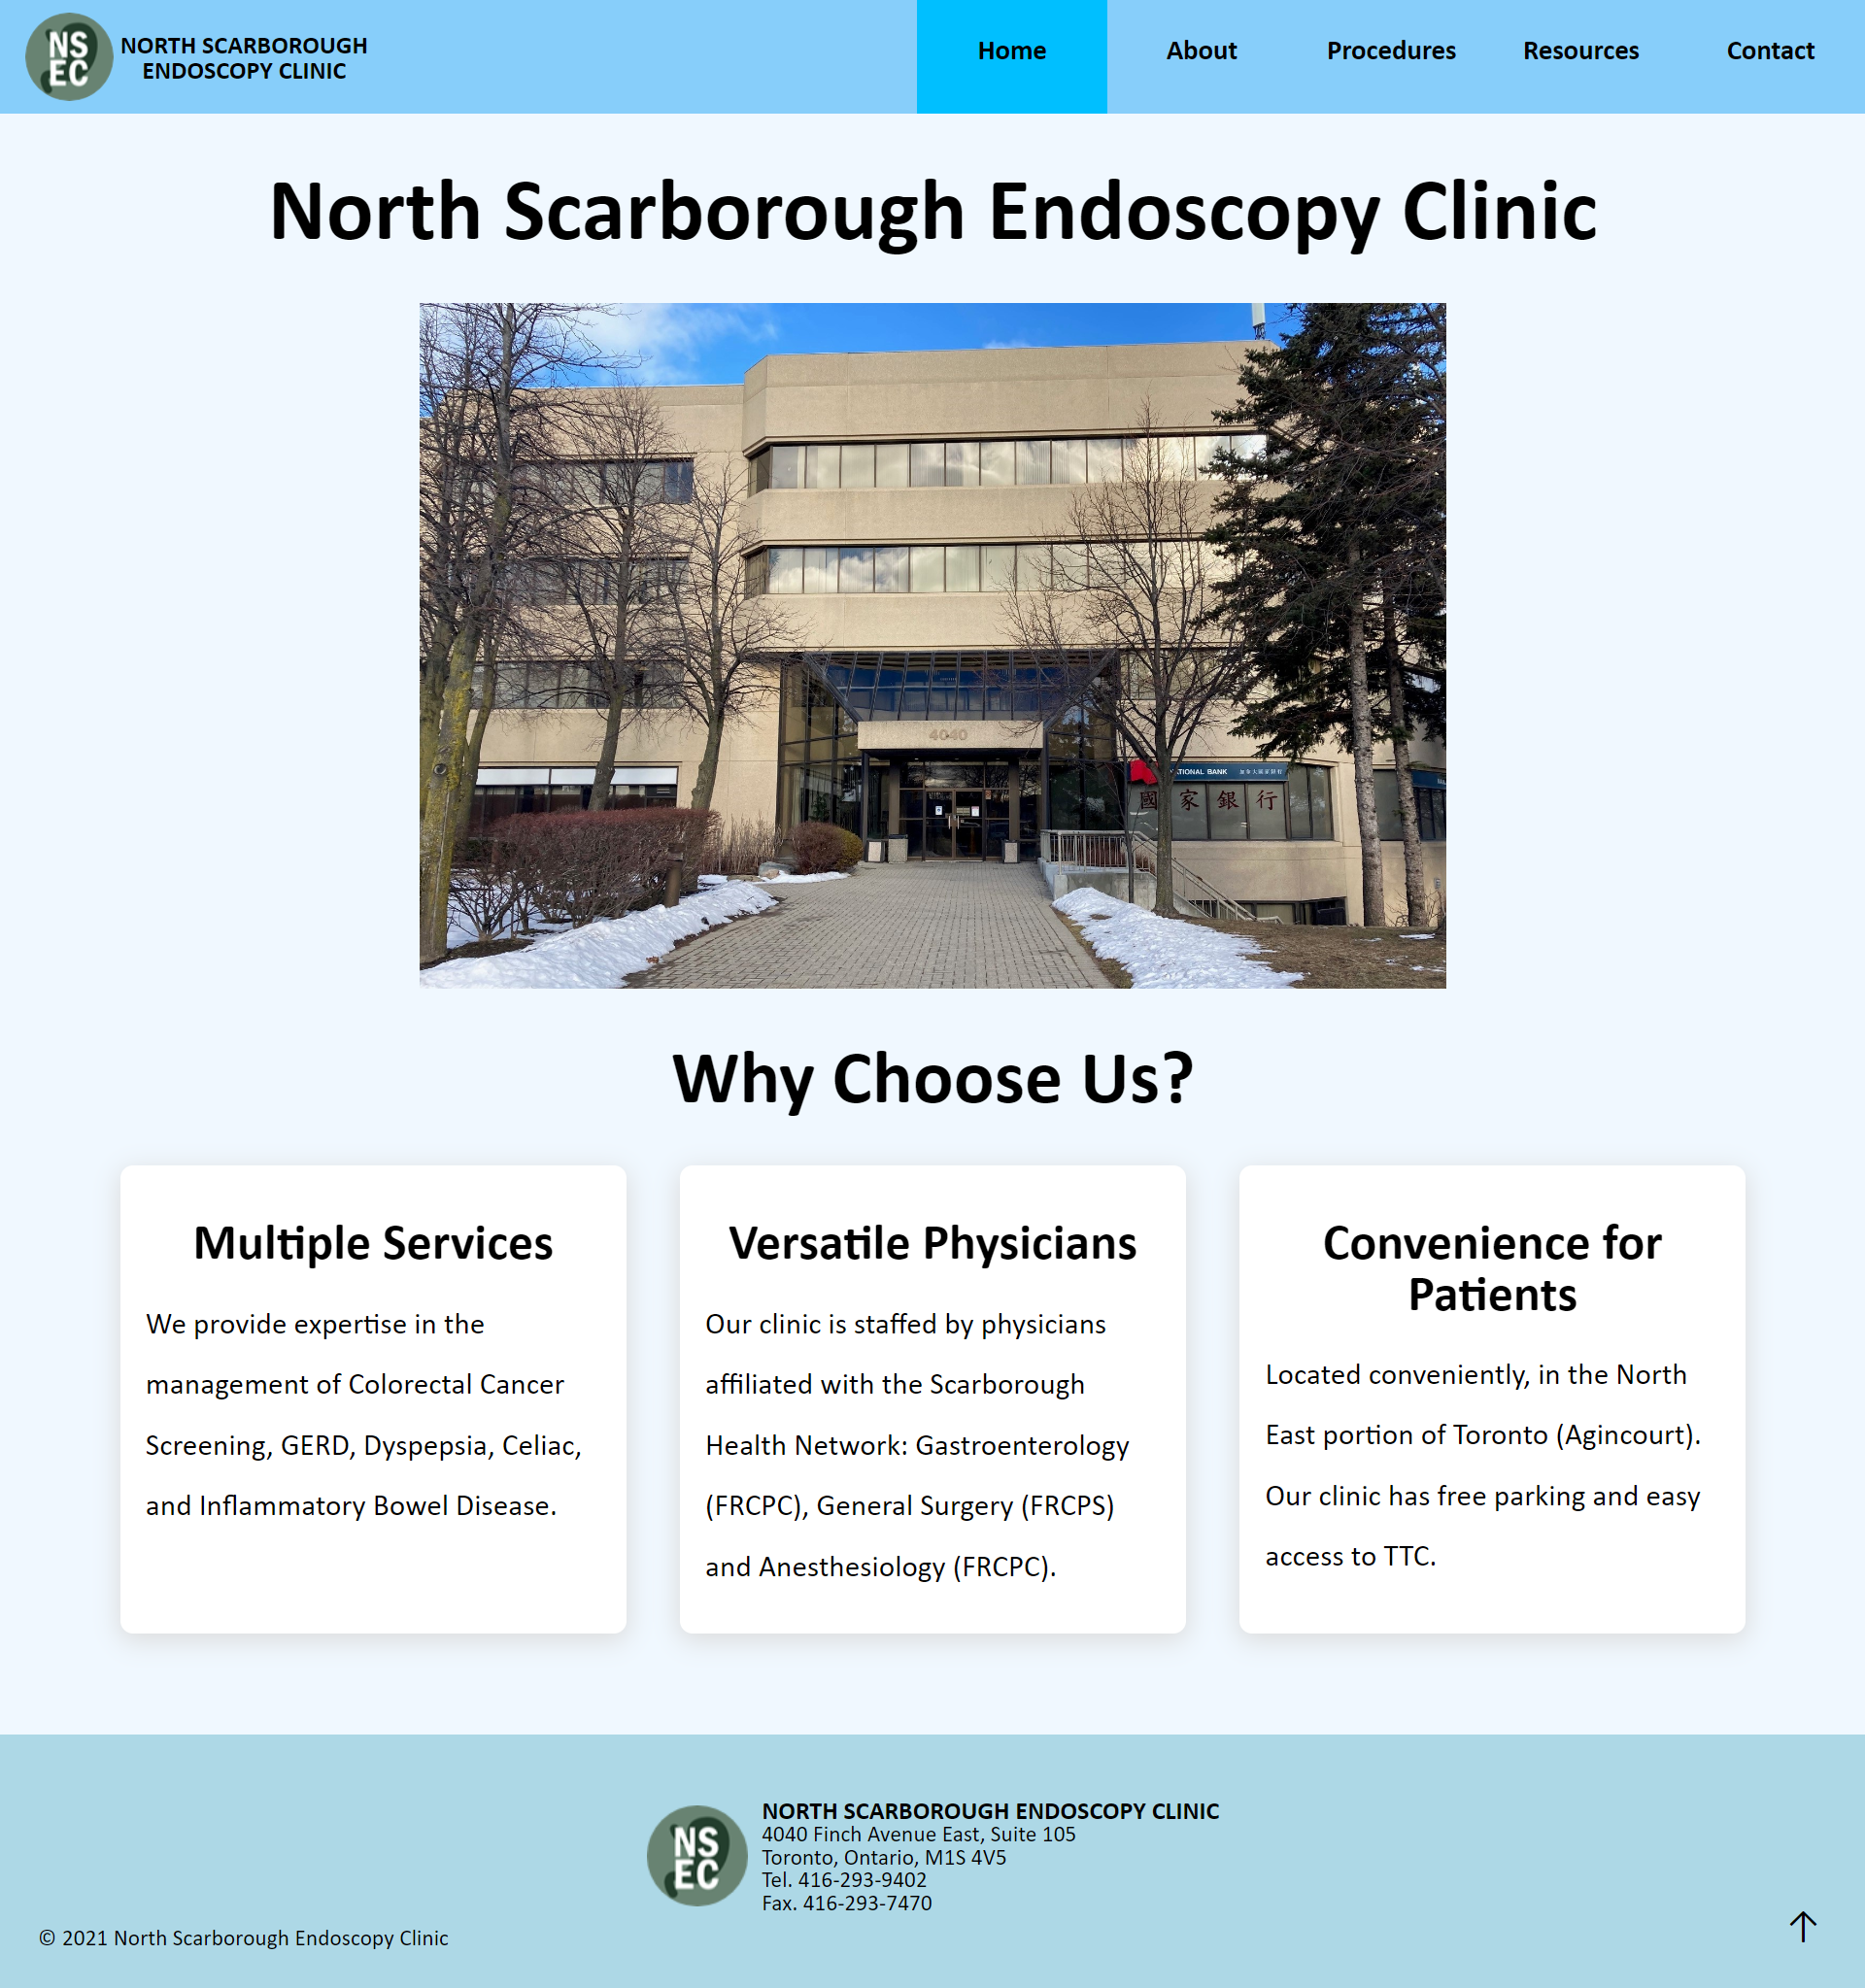 NS
EC
NORTH SCARBOROUGH
ENDOSCOPY CLINIC
Home
About
Procedures
Resources
Contact
North Scarborough Endoscopy Clinic
4040
NATIONAL BANK
國家銀行
Why Choose Us?
Multiple Services
We provide expertise in the
management of Colorectal Cancer
Screening, GERD, Dyspepsia, Celiac,
and Inflammatory Bowel Disease.
Versatile Physicians
Our clinic is staffed by physicians
affiliated with the Scarborough
Health Network: Gastroenterology
(FRCPC), General Surgery (FRCPS)
and Anesthesiology (FRCPC).
Convenience for
Patients
Located conveniently, in the North
East portion of Toronto (Agincourt).
Our clinic has free parking and easy
access to TTC.
NS
EC
NORTH SCARBOROUGH ENDOSCOPY CLINIC
4040 Finch Avenue East, Suite 105
Toronto, Ontario, M1S 4V5
Tel. 416-293-9402
Fax. 416-293-7470
© 2021 North Scarborough Endoscopy Clinic